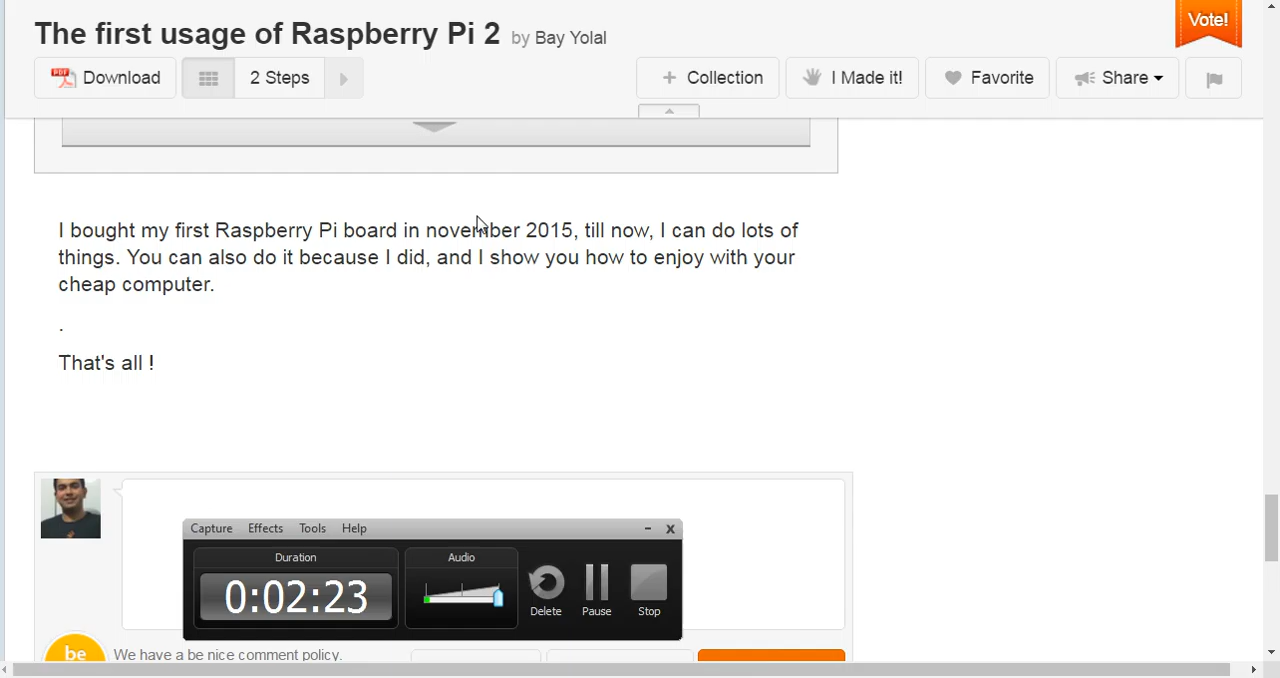 The first usage of Raspberry Pi 2 by Bay Yolal
Vote!
PDF Download
2 Steps
+ Collection
I Made it!
Favorite
Share
I bought my first Raspberry Pi board in november 2015, till now, I can do lots of
things. You can also do it because I did, and I show you how to enjoy with your
cheap computer.
.
That's all !
Capture Effects Tools Help
Duration
Audio
0:02:23
Delete
Pause
Stop
be
We have a be nice comment policy.